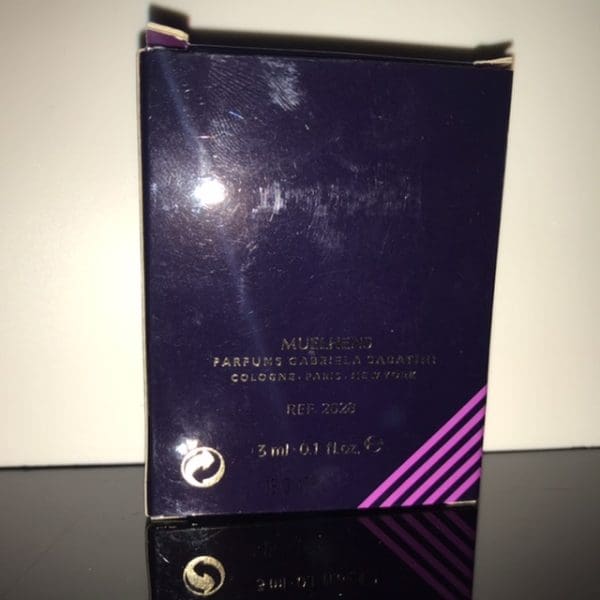 MUELHENS
PARFUMS GABRIELA SABATINI
COLOGNE · PARIS · NEW YORK
REF. 2028
3 ml · 0.1 fl.oz. ℮